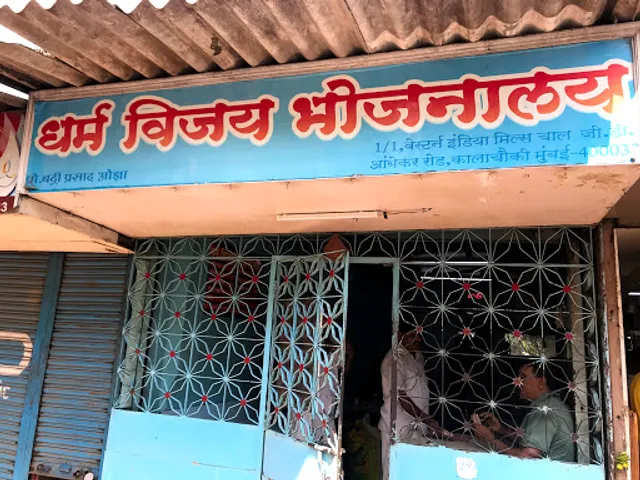 धर्म विजय भोजनालय
1/1, वेस्टर्न इंडिया मिल्स चाल जी.डी.
आंबेकर रोड, कालाचौकी मुंबई-400033
प्रो.बद्री प्रसाद ओझा